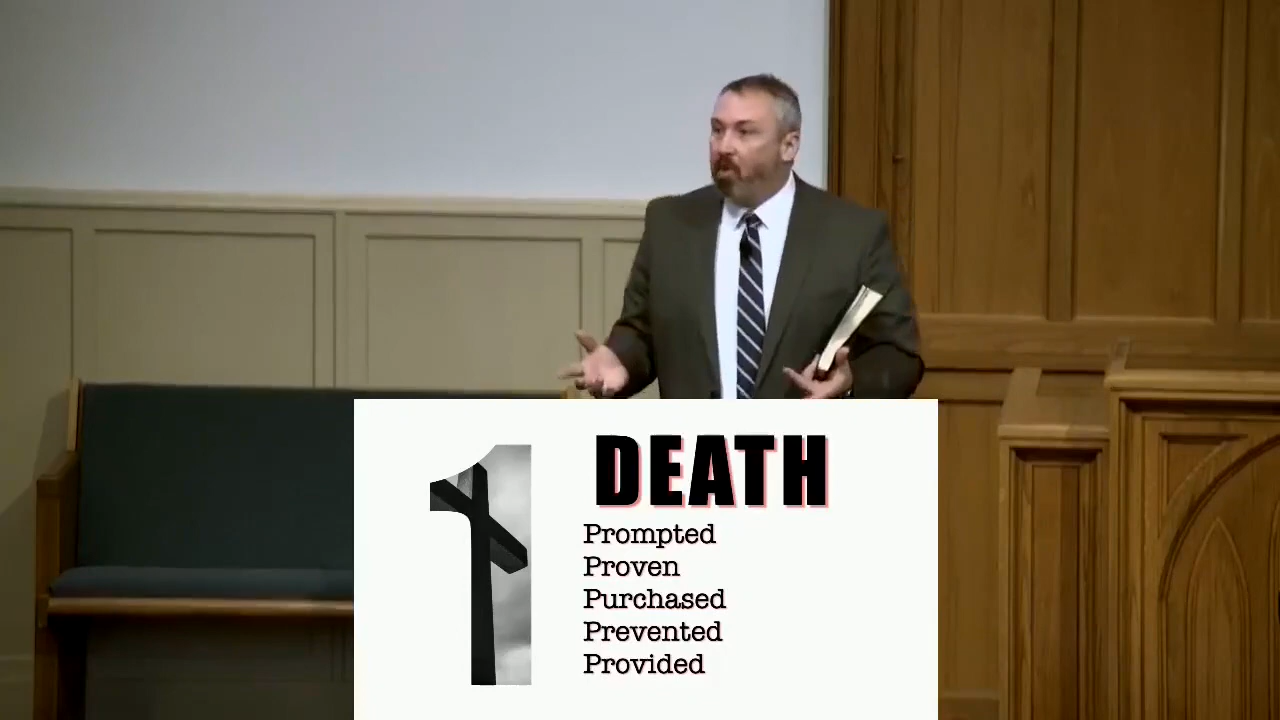 1 DEATH
Prompted
Proven
Purchased
Prevented
Provided